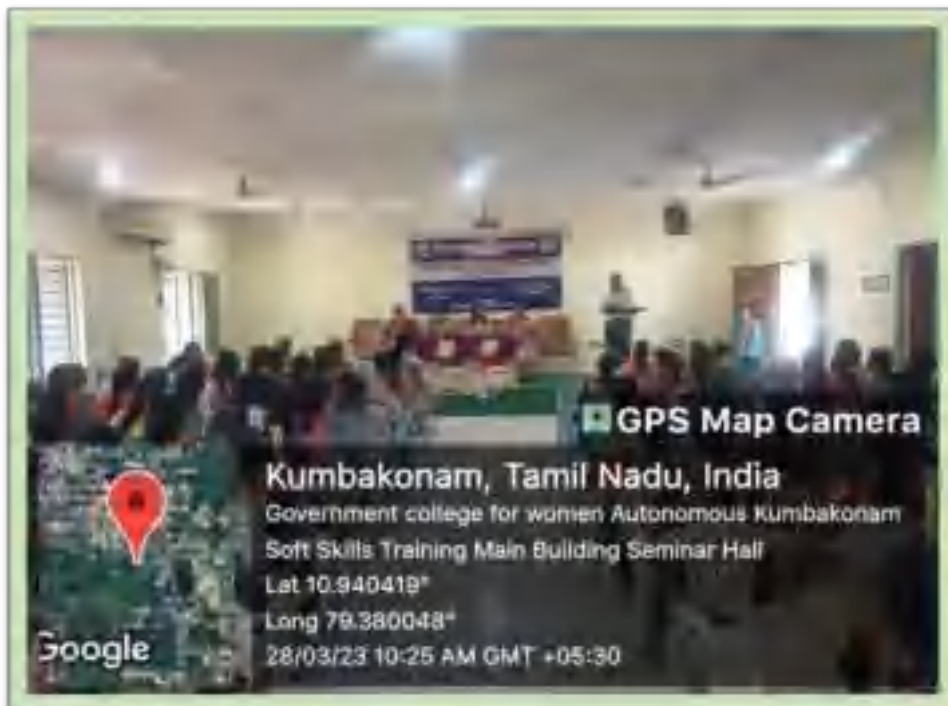 GPS Map Camera
Kumbakonam, Tamil Nadu, India
Government college for women Autonomous Kumbakonam
Soft Skills Training Main Building Seminar Hall
Lat 10.940419°
Long 79.380048°
28/03/23 10:25 AM GMT +05:30
Google